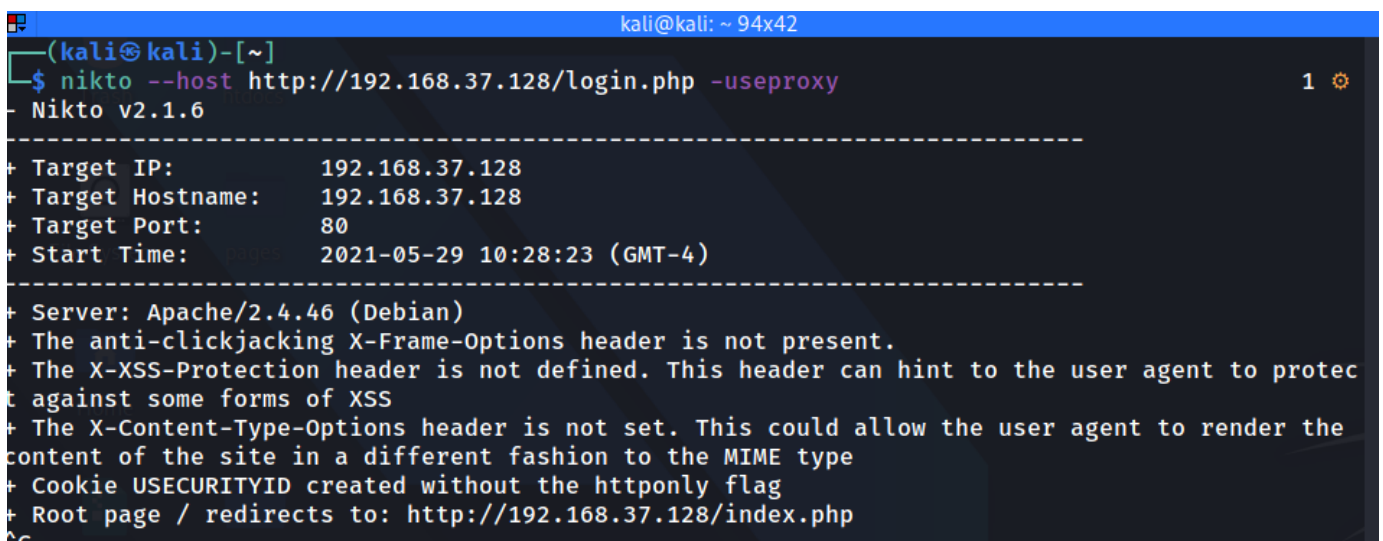 kali@kali: ~ 94x42
(kali㉿kali)-[~]
$ nikto --host http://192.168.37.128/login.php -useproxy 1 ⚙
- Nikto v2.1.6
---------------------------------------------------------------------------
+ Target IP: 192.168.37.128
+ Target Hostname: 192.168.37.128
+ Target Port: 80
+ Start Time: 2021-05-29 10:28:23 (GMT-4)
---------------------------------------------------------------------------
+ Server: Apache/2.4.46 (Debian)
+ The anti-clickjacking X-Frame-Options header is not present.
+ The X-XSS-Protection header is not defined. This header can hint to the user agent to protec
t against some forms of XSS
+ The X-Content-Type-Options header is not set. This could allow the user agent to render the
content of the site in a different fashion to the MIME type
+ Cookie USECURITYID created without the httponly flag
+ Root page / redirects to: http://192.168.37.128/index.php